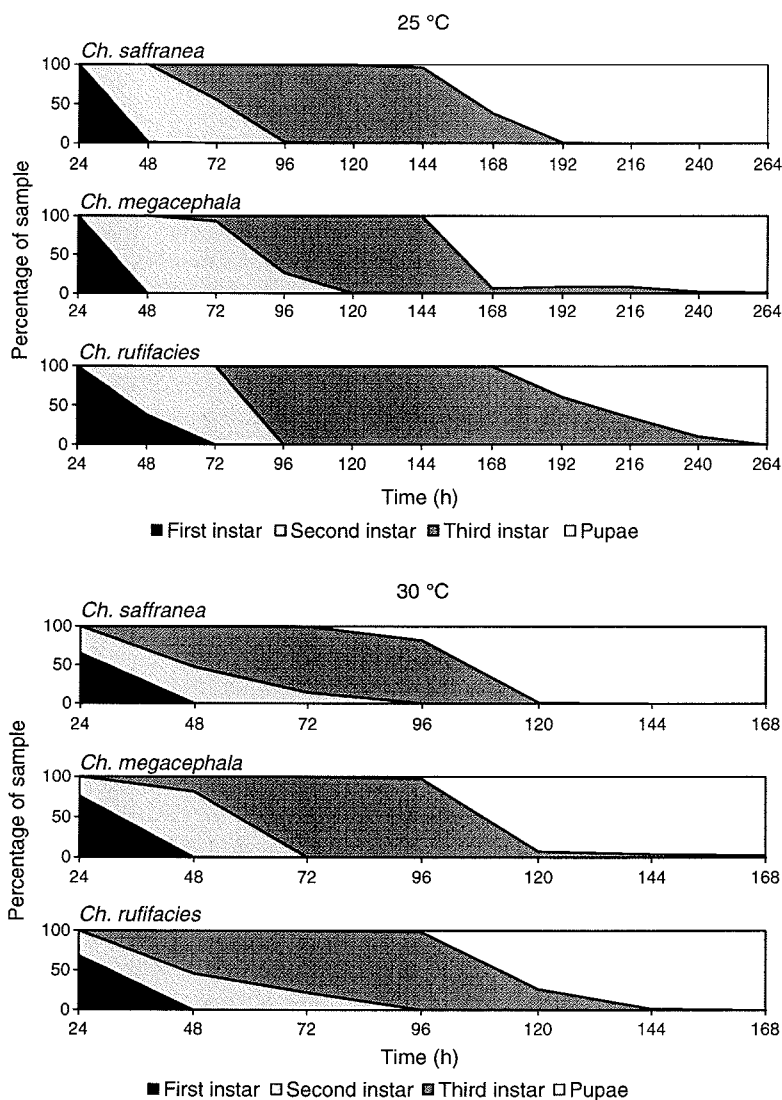 25 °C
Ch. saffranea
100
50
0
24 48 72 96 120 144 168 192 216 240 264
Ch. megacephala
100
50
0
24 48 72 96 120 144 168 192 216 240 264
Percentage of sample
Ch. rufifacies
100
50
0
24 48 72 96 120 144 168 192 216 240 264
Time (h)
First instar Second instar Third instar Pupae
30 °C
Ch. saffranea
100
50
0
24 48 72 96 120 144 168
Ch. megacephala
100
50
0
24 48 72 96 120 144 168
Percentage of sample
Ch. rufifacies
100
50
0
24 48 72 96 120 144 168
Time (h)
First instar Second instar Third instar Pupae